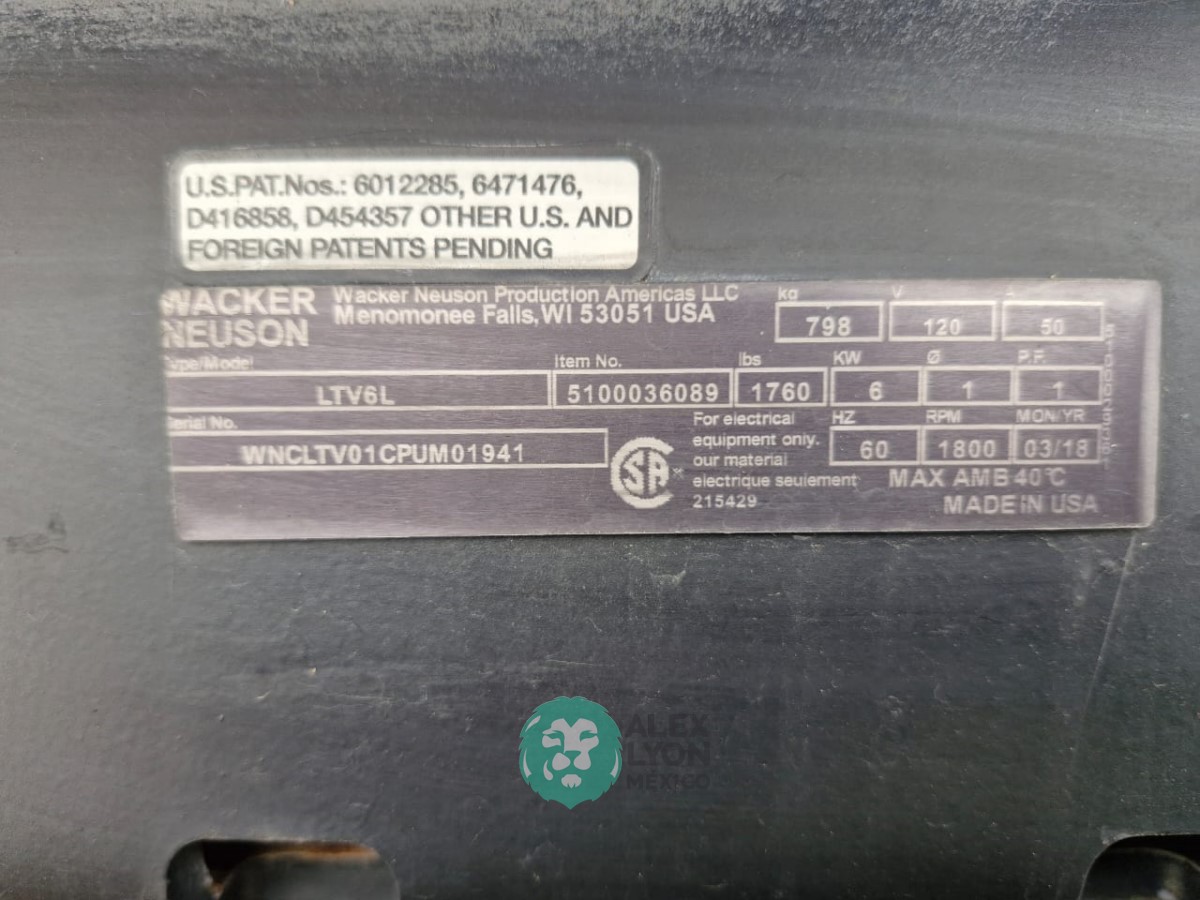 U.S.PAT.Nos.: 6012285, 6471476,
D416858, D454357 OTHER U.S. AND
FOREIGN PATENTS PENDING
WACKER
NEUSON
Wacker Neuson Production Americas LLC
Menomonee Falls, WI 53051 USA
kg
798
V
120
A
50
Type/Model
LTV6L
Item No.
5100036089
lbs
1760
KW
6
Ø
1
P.F.
1
Serial No.
WNCLTV01CPUM01941
CSA
For electrical
equipment only.
our material
electrique seulement
215429
HZ
60
RPM
1800
MON/YR
03/18
MAX AMB 40°C
MADE IN USA
ALEX
LYON
MÉXICO